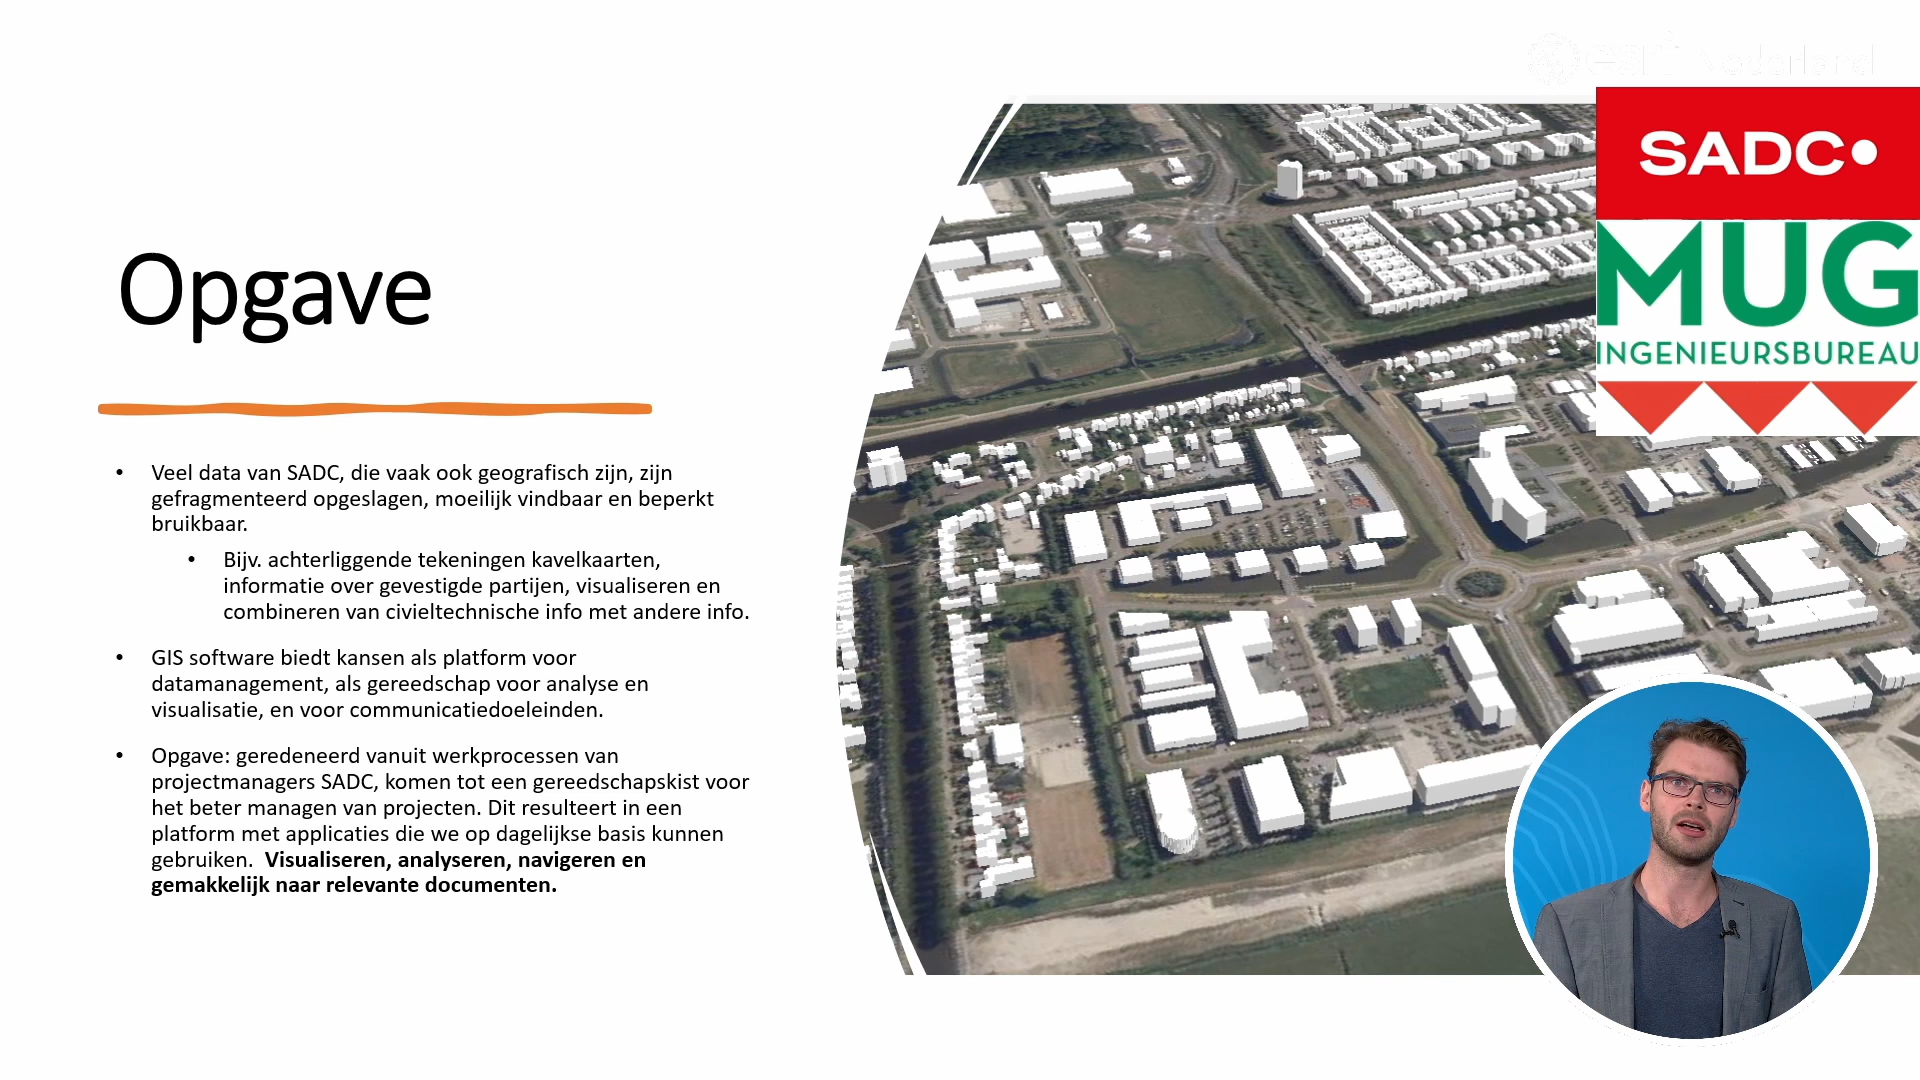 esri Nederland
SADC
MUG
INGENIEURSBUREAU
Opgave
• Veel data van SADC, die vaak ook geografisch zijn, zijn
gefragmenteerd opgeslagen, moeilijk vindbaar en beperkt
bruikbaar.
• Bijv. achterliggende tekeningen kavelkaarten,
informatie over gevestigde partijen, visualiseren en
combineren van civieltechnische info met andere info.
• GIS software biedt kansen als platform voor
datamanagement, als gereedschap voor analyse en
visualisatie, en voor communicatiedoeleinden.
• Opgave: geredeneerd vanuit werkprocessen van
projectmanagers SADC, komen tot een gereedschapskist voor
het beter managen van projecten. Dit resulteert in een
platform met applicaties die we op dagelijkse basis kunnen
gebruiken.  Visualiseren, analyseren, navigeren en
gemakkelijk naar relevante documenten.